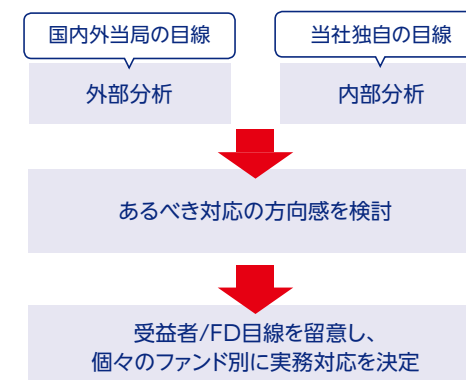 国内外当局の目線
当社独自の目線
外部分析
内部分析
あるべき対応の方向感を検討
受益者/FD目線を留意し、
個々のファンド別に実務対応を決定